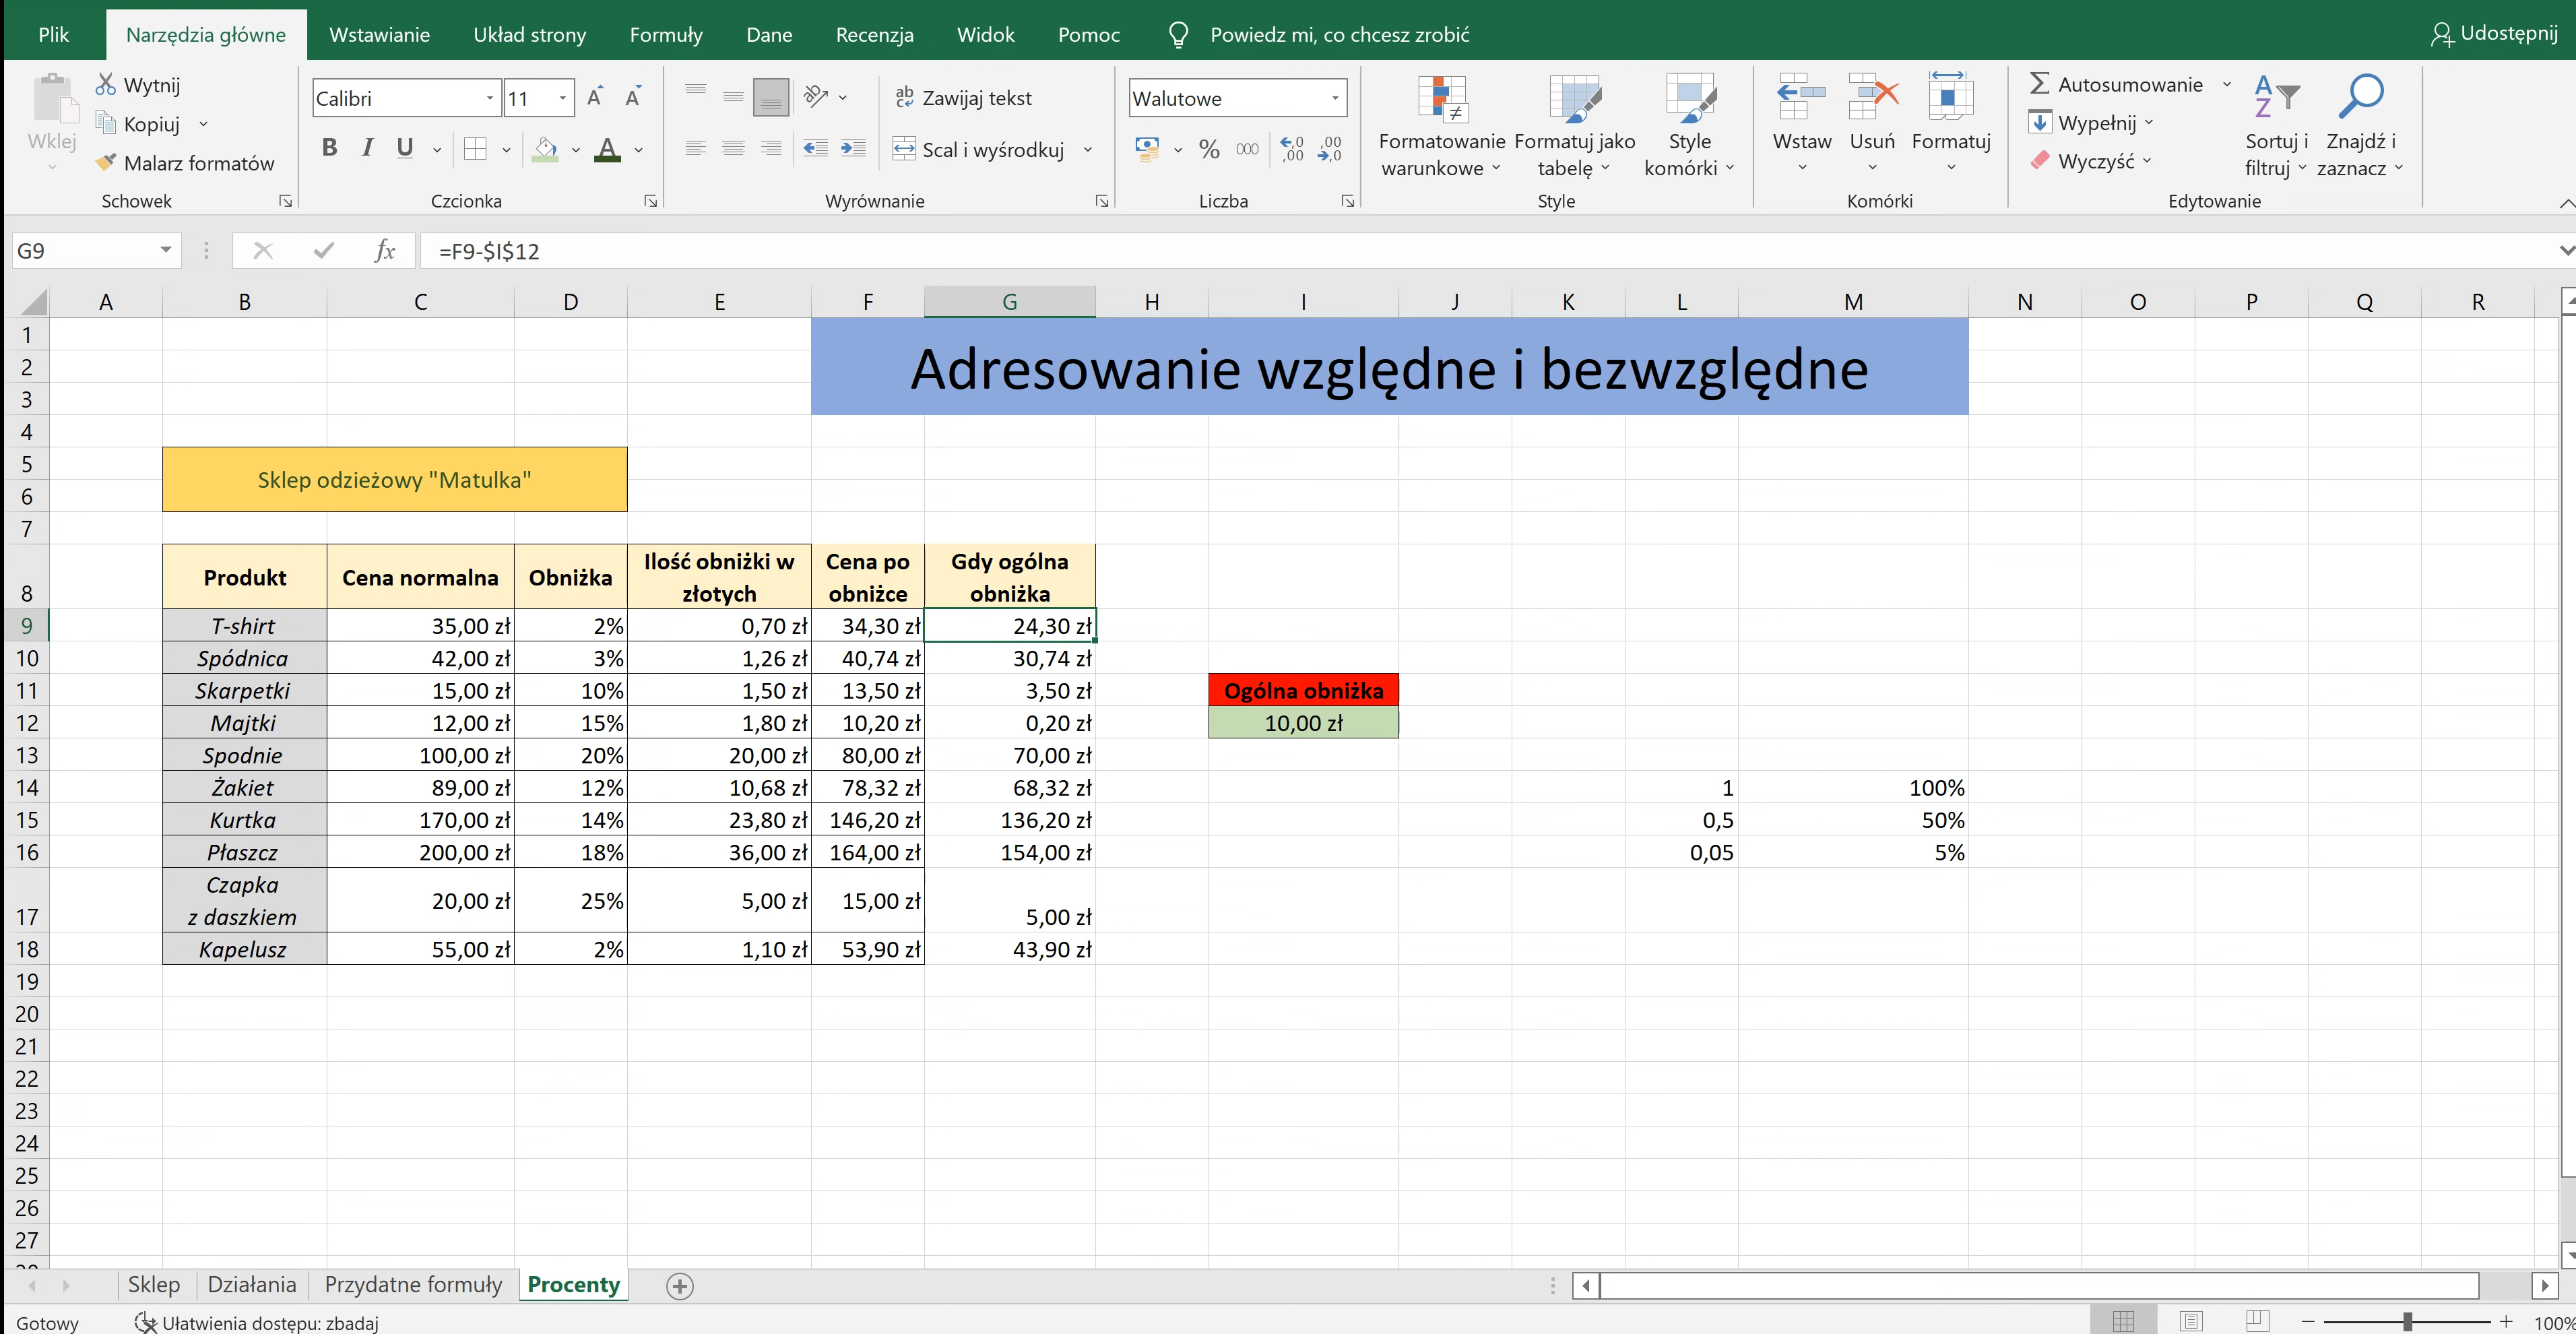 Plik Narzędzia główne Wstawianie Układ strony Formuły Dane Recenzja Widok Pomoc Powiedz mi, co chcesz zrobić Udostępnij
Wklej Wytnij Kopiuj Malarz formatów Schowek
Calibri 11 A A B I U A Czcionka
ab Zawijaj tekst Scal i wyśrodkuj Wyrównanie
Walutowe % 000 ,0 ,00 ,00 ,0 Liczba
Formatowanie warunkowe Formatuj jako tabelę Style komórki Style
Wstaw Usuń Formatuj Komórki
Σ Autosumowanie Wypełnij Wyczyść Sortuj i filtruj Znajdź i zaznacz Edytowanie
G9 fx =F9-$I$12
A B C D E F G H I J K L M N O P Q R
1
2 Adresowanie względne i bezwzględne
3
4
5
6 Sklep odzieżowy "Matulka"
7
8 Produkt Cena normalna Obniżka Ilość obniżki w złotych Cena po obniżce Gdy ogólna obniżka
9 T-shirt 35,00 zł 2% 0,70 zł 34,30 zł 24,30 zł
10 Spódnica 42,00 zł 3% 1,26 zł 40,74 zł 30,74 zł
11 Skarpetki 15,00 zł 10% 1,50 zł 13,50 zł 3,50 zł Ogólna obniżka
12 Majtki 12,00 zł 15% 1,80 zł 10,20 zł 0,20 zł 10,00 zł
13 Spodnie 100,00 zł 20% 20,00 zł 80,00 zł 70,00 zł
14 Żakiet 89,00 zł 12% 10,68 zł 78,32 zł 68,32 zł 1 100%
15 Kurtka 170,00 zł 14% 23,80 zł 146,20 zł 136,20 zł 0,5 50%
16 Płaszcz 200,00 zł 18% 36,00 zł 164,00 zł 154,00 zł 0,05 5%
17 Czapka z daszkiem 20,00 zł 25% 5,00 zł 15,00 zł 5,00 zł
18 Kapelusz 55,00 zł 2% 1,10 zł 53,90 zł 43,90 zł
19
20
21
22
23
24
25
26
27
Sklep Działania Przydatne formuły Procenty
Gotowy Ułatwienia dostępu: zbadaj 100%